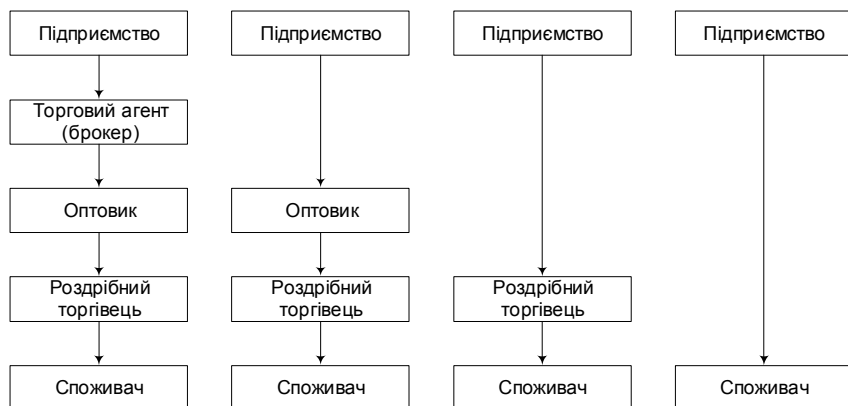 Підприємство
Підприємство
Підприємство
Підприємство
Торговий агент
(брокер)
Оптовик
Оптовик
Роздрібний
торгівець
Роздрібний
торгівець
Роздрібний
торгівець
Споживач
Споживач
Споживач
Споживач